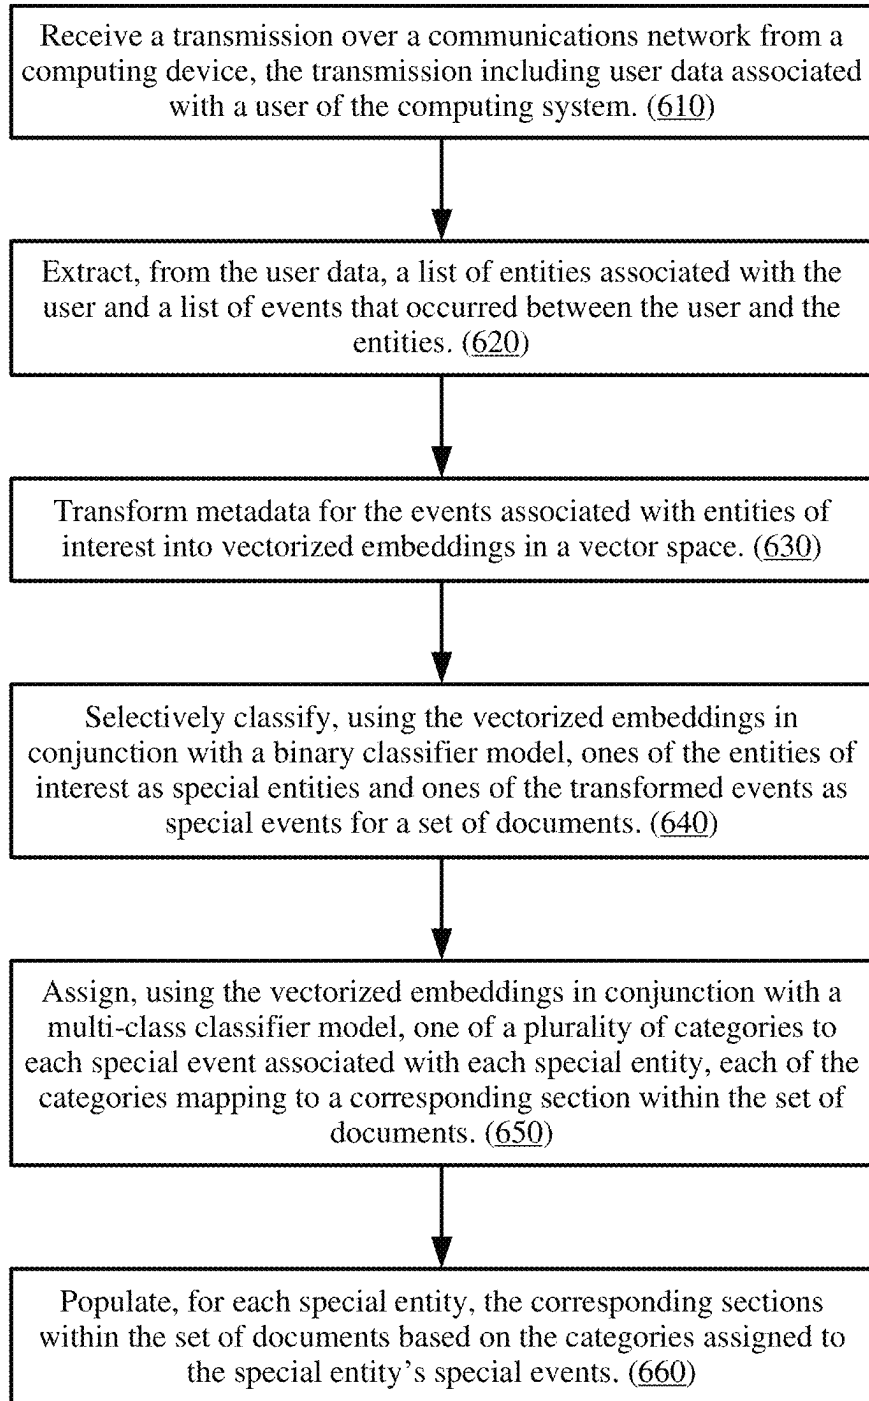 Receive a transmission over a communications network from a
computing device, the transmission including user data associated
with a user of the computing system. (610)
Extract, from the user data, a list of entities associated with the
user and a list of events that occurred between the user and the
entities. (620)
Transform metadata for the events associated with entities of
interest into vectorized embeddings in a vector space. (630)
Selectively classify, using the vectorized embeddings in
conjunction with a binary classifier model, ones of the entities of
interest as special entities and ones of the transformed events as
special events for a set of documents. (640)
Assign, using the vectorized embeddings in conjunction with a
multi-class classifier model, one of a plurality of categories to
each special event associated with each special entity, each of the
categories mapping to a corresponding section within the set of
documents. (650)
Populate, for each special entity, the corresponding sections
within the set of documents based on the categories assigned to
the special entity’s special events. (660)